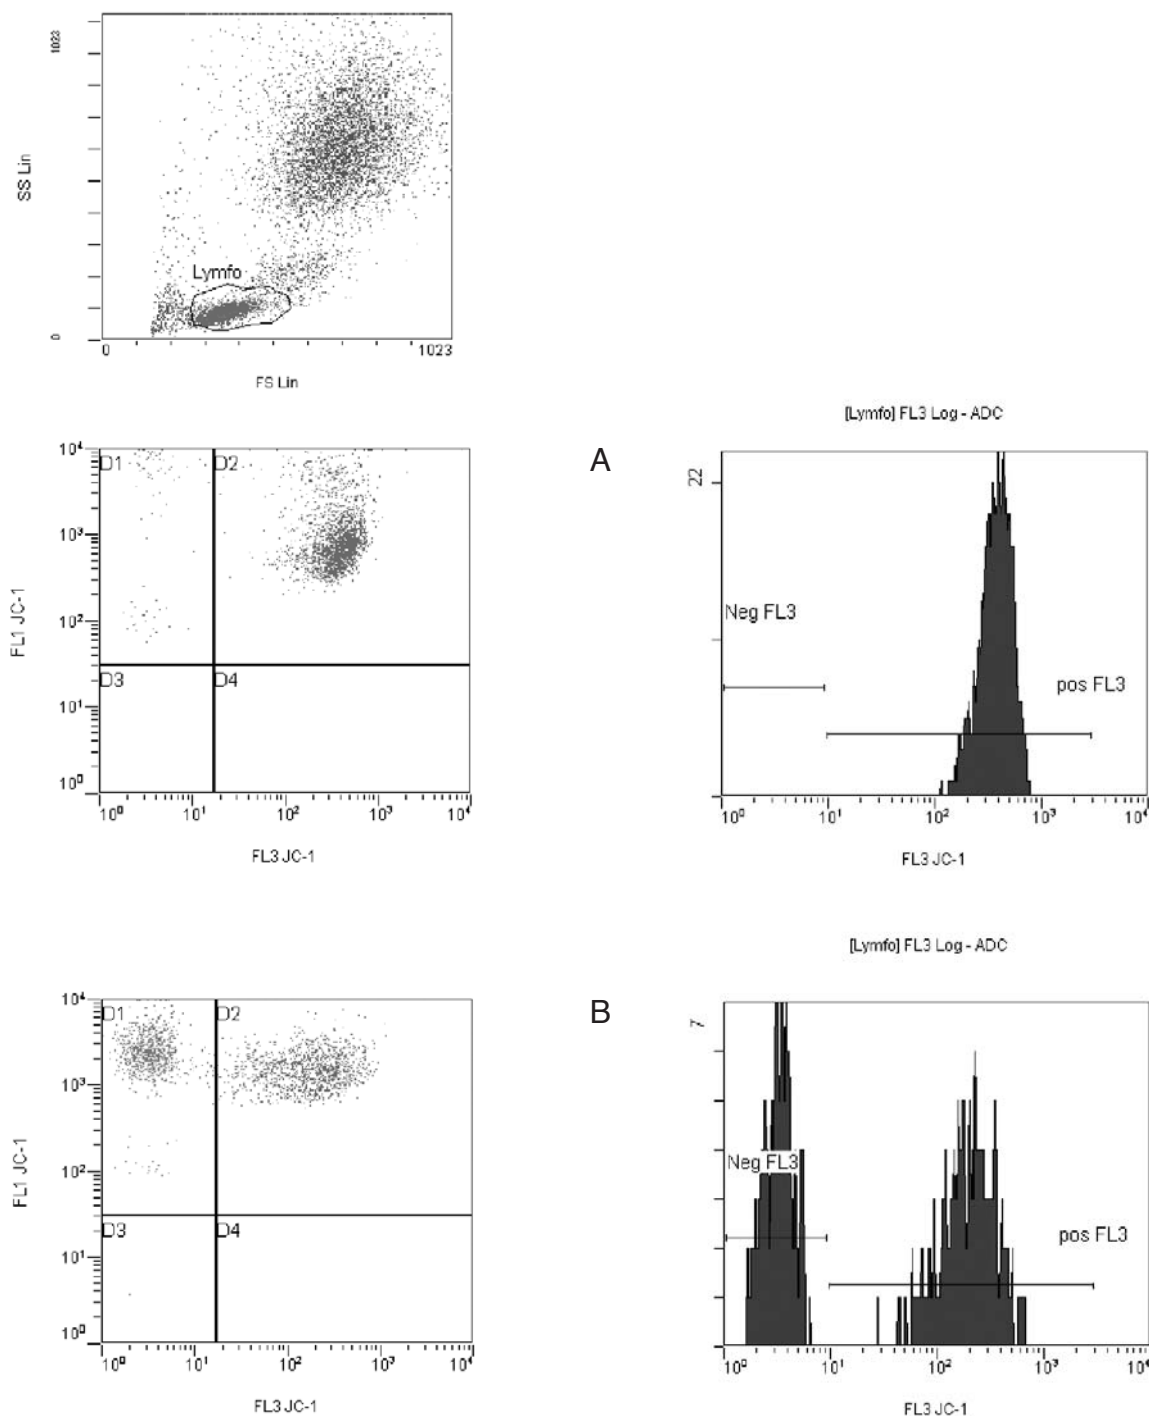 1023
SS Lin
Lymfo
0
0
1023
FS Lin
A
[Lymfo] FL3 Log - ADC
10⁴
D1
D2
10³
FL1 JC-1
10²
D3
D4
10¹
10⁰
10⁰
10¹
10²
10³
10⁴
FL3 JC-1
22
Neg FL3
pos FL3
10⁰
10¹
10²
10³
10⁴
FL3 JC-1
B
[Lymfo] FL3 Log - ADC
10⁴
D1
D2
10³
FL1 JC-1
10²
D3
D4
10¹
10⁰
10⁰
10¹
10²
10³
10⁴
FL3 JC-1
7
Neg FL3
pos FL3
10⁰
10¹
10²
10³
10⁴
FL3 JC-1